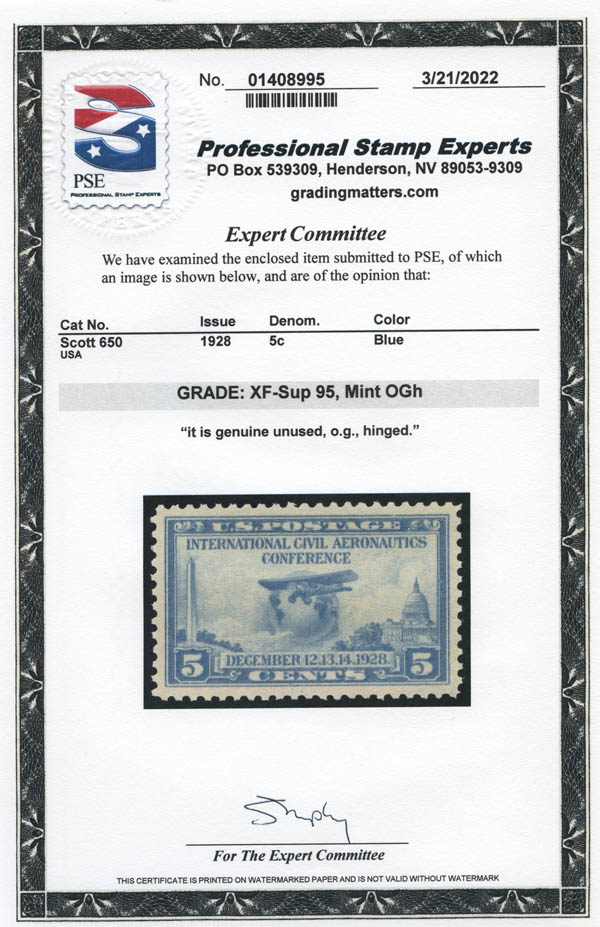 No. 01408995
3/21/2022
PSE
PROFESSIONAL STAMP EXPERTS
Professional Stamp Experts
PO Box 539309, Henderson, NV 89053-9309
gradingmatters.com
Expert Committee
We have examined the enclosed item submitted to PSE, of which
an image is shown below, and are of the opinion that:
Cat No. Issue Denom. Color
Scott 650 1928 5c Blue
USA
GRADE: XF-Sup 95, Mint OGh
“it is genuine unused, o.g., hinged.”
U.S. POSTAGE
INTERNATIONAL CIVIL AERONAUTICS
CONFERENCE
5 DECEMBER 12.13.14.1928. 5
CENTS
For The Expert Committee
THIS CERTIFICATE IS PRINTED ON WATERMARKED PAPER AND IS NOT VALID WITHOUT WATERMARK